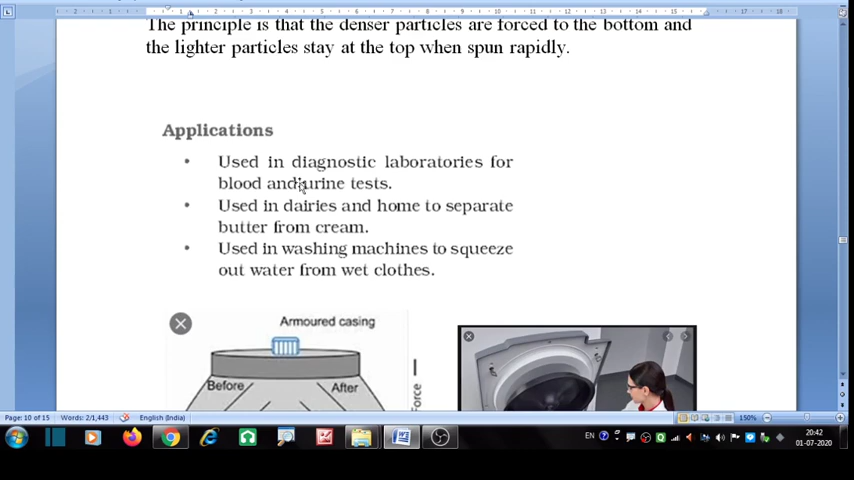 The principle is that the denser particles are forced to the bottom and
the lighter particles stay at the top when spun rapidly.
Applications
• Used in diagnostic laboratories for
blood and urine tests.
• Used in dairies and home to separate
butter from cream.
• Used in washing machines to squeeze
out water from wet clothes.
Armoured casing
Before
After
Force
Page: 10 of 15
Words: 2/1,443
English (India)
150%
EN
20:42
01-07-2020